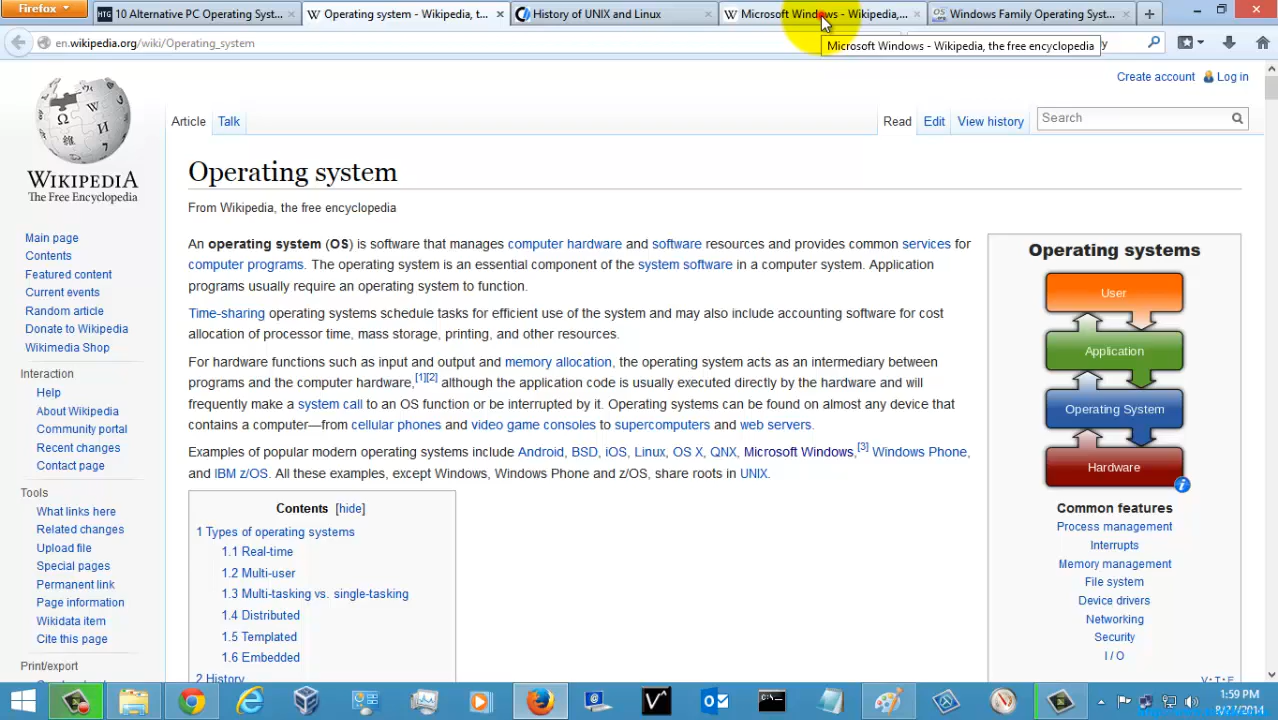 Firefox
10 Alternative PC Operating Syst...
Operating system - Wikipedia, t...
History of UNIX and Linux
Microsoft Windows - Wikipedia,...
Windows Family Operating Syst...
en.wikipedia.org/wiki/Operating_system
Microsoft Windows - Wikipedia, the free encyclopedia
Create account Log in
WIKIPEDIA
The Free Encyclopedia
Article Talk
Read Edit View history
Search
Operating system
From Wikipedia, the free encyclopedia
An operating system (OS) is software that manages computer hardware and software resources and provides common services for
computer programs. The operating system is an essential component of the system software in a computer system. Application
programs usually require an operating system to function.
Time-sharing operating systems schedule tasks for efficient use of the system and may also include accounting software for cost
allocation of processor time, mass storage, printing, and other resources.
For hardware functions such as input and output and memory allocation, the operating system acts as an intermediary between
programs and the computer hardware,[1][2] although the application code is usually executed directly by the hardware and will
frequently make a system call to an OS function or be interrupted by it. Operating systems can be found on almost any device that
contains a computer—from cellular phones and video game consoles to supercomputers and web servers.
Examples of popular modern operating systems include Android, BSD, iOS, Linux, OS X, QNX, Microsoft Windows,[3] Windows Phone,
and IBM z/OS. All these examples, except Windows, Windows Phone and z/OS, share roots in UNIX.
Contents [hide]
1 Types of operating systems
1.1 Real-time
1.2 Multi-user
1.3 Multi-tasking vs. single-tasking
1.4 Distributed
1.5 Templated
1.6 Embedded
2 History
Main page
Contents
Featured content
Current events
Random article
Donate to Wikipedia
Wikimedia Shop
Interaction
Help
About Wikipedia
Community portal
Recent changes
Contact page
Tools
What links here
Related changes
Upload file
Special pages
Permanent link
Page information
Wikidata item
Cite this page
Print/export
Operating systems
User
Application
Operating System
Hardware
Common features
Process management
Interrupts
Memory management
File system
Device drivers
Networking
Security
I / O
V · T · E
1:59 PM